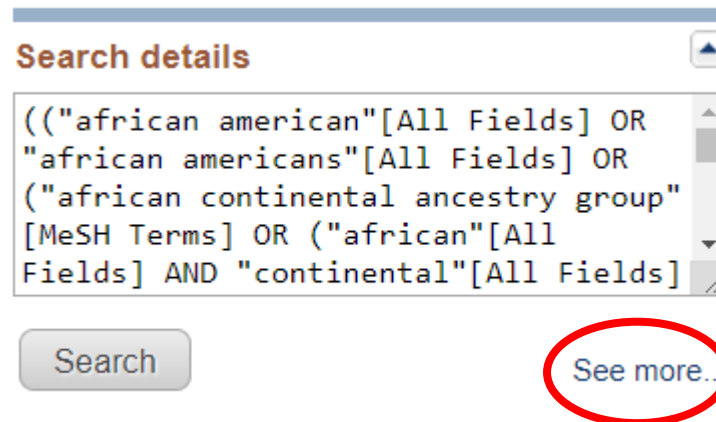 Search details
(("african american"[All Fields] OR
"african americans"[All Fields] OR
("african continental ancestry group"
[MeSH Terms] OR ("african"[All
Fields] AND "continental"[All Fields]
Search
See more..